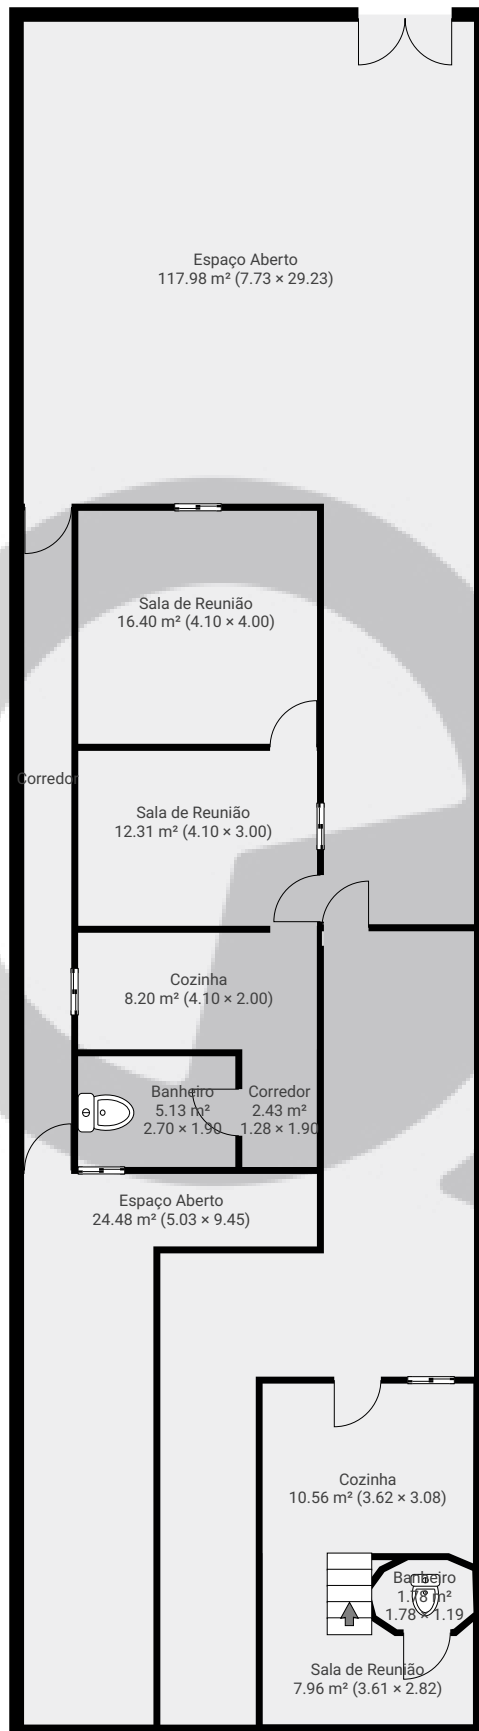 Espaço Aberto
117.98 m² (7.73 × 29.23)
Sala de Reunião
16.40 m² (4.10 × 4.00)
Corredor
Sala de Reunião
12.31 m² (4.10 × 3.00)
Cozinha
8.20 m² (4.10 × 2.00)
Banheiro
5.13 m²
2.70 × 1.90
Corredor
2.43 m²
1.28 × 1.90
Espaço Aberto
24.48 m² (5.03 × 9.45)
Cozinha
10.56 m² (3.62 × 3.08)
Banheiro
1.78 m²
1.78 × 1.19
Sala de Reunião
7.96 m² (3.61 × 2.82)